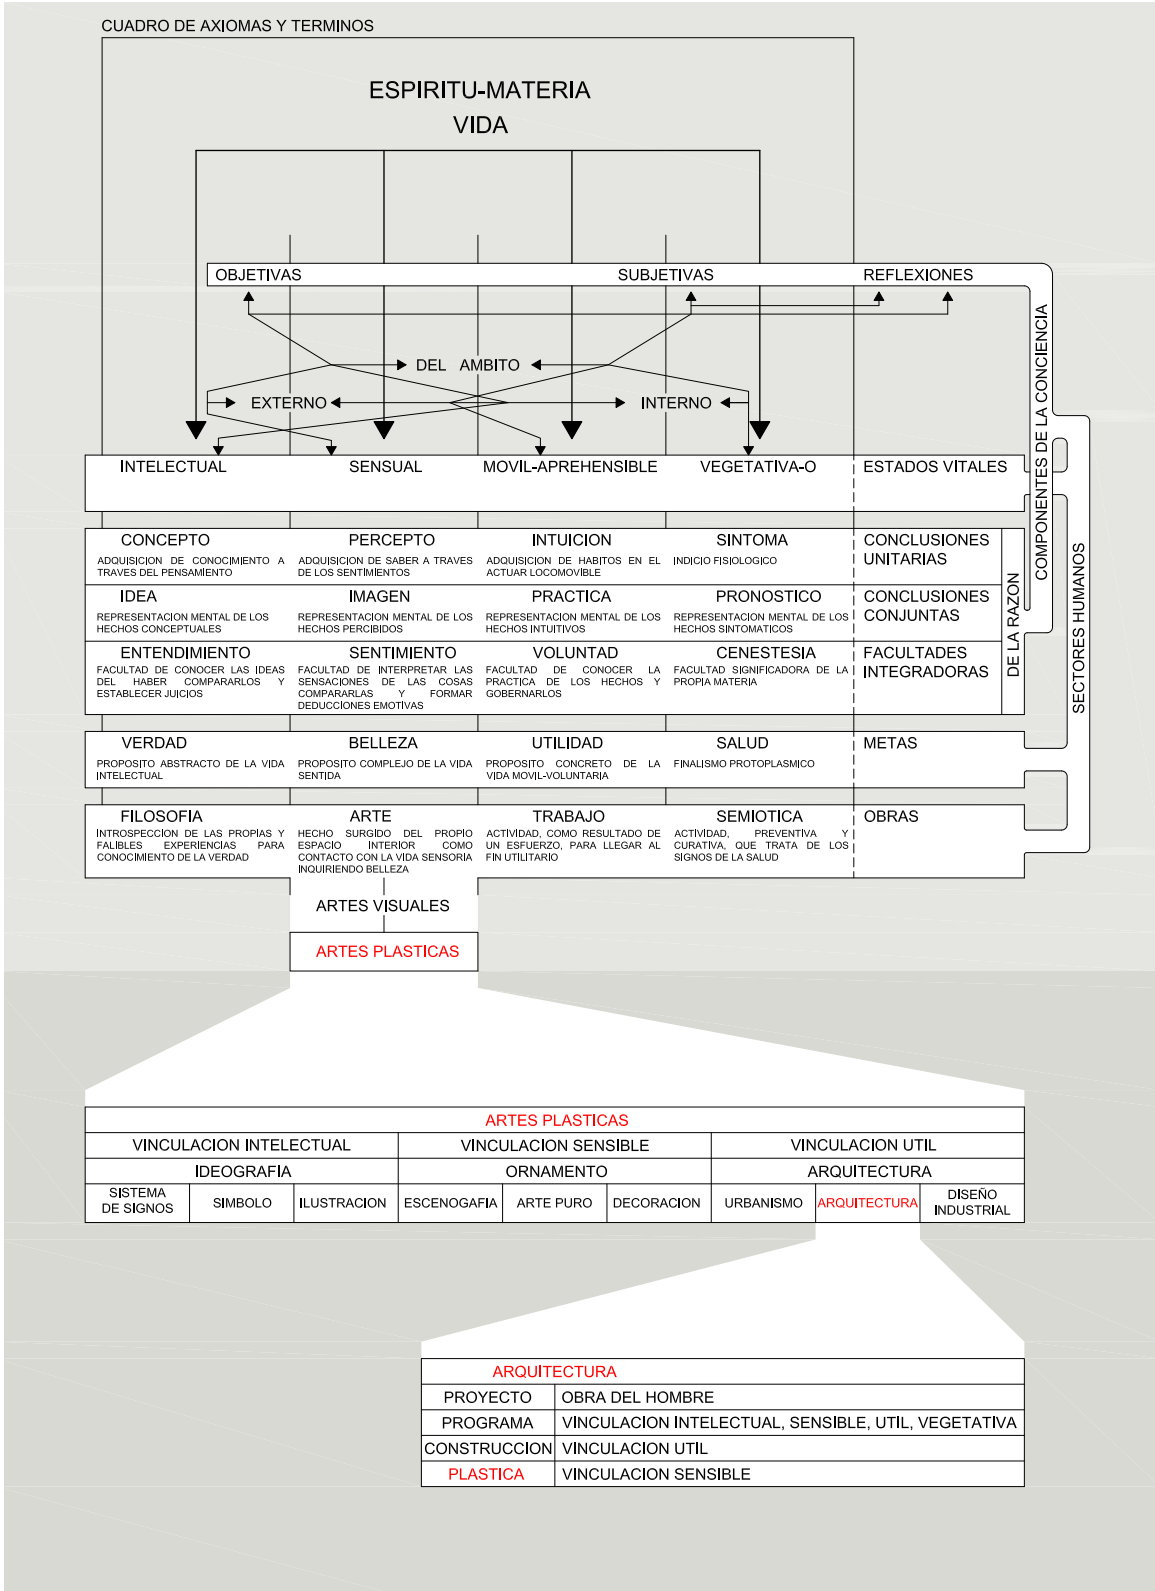 CUADRO DE AXIOMAS Y TERMINOS
ESPIRITU-MATERIA
VIDA
OBJETIVAS SUBJETIVAS REFLEXIONES
DEL AMBITO
EXTERNO INTERNO
COMPONENTES DE LA CONCIENCIA
SECTORES HUMANOS
INTELECTUAL SENSUAL MOVIL-APREHENSIBLE VEGETATIVA-O ESTADOS VITALES
CONCEPTO
ADQUISICION DE CONOCIMIENTO A
TRAVES DEL PENSAMIENTO
PERCEPTO
ADQUISICION DE SABER A TRAVES
DE LOS SENTIMIENTOS
INTUICION
ADQUISICION DE HABITOS EN EL
ACTUAR LOCOMOVIBLE
SINTOMA
INDICIO FISIOLOGICO
CONCLUSIONES
UNITARIAS
IDEA
REPRESENTACION MENTAL DE LOS
HECHOS CONCEPTUALES
IMAGEN
REPRESENTACION MENTAL DE LOS
HECHOS PERCIBIDOS
PRACTICA
REPRESENTACION MENTAL DE LOS
HECHOS INTUITIVOS
PRONOSTICO
REPRESENTACION MENTAL DE LOS
HECHOS SINTOMATICOS
CONCLUSIONES
CONJUNTAS
ENTENDIMIENTO
FACULTAD DE CONOCER LAS IDEAS
DEL HABER COMPARARLOS Y
ESTABLECER JUICIOS
SENTIMIENTO
FACULTAD DE INTERPRETAR LAS
SENSACIONES DE LAS COSAS
COMPARARLAS Y FORMAR
DEDUCCIONES EMOTIVAS
VOLUNTAD
FACULTAD DE CONOCER LA
PRACTICA DE LOS HECHOS Y
GOBERNARLOS
CENESTESIA
FACULTAD SIGNIFICADORA DE LA
PROPIA MATERIA
FACULTADES
INTEGRADORAS
DE LA RAZON
VERDAD
PROPOSITO ABSTRACTO DE LA VIDA
INTELECTUAL
BELLEZA
PROPOSITO COMPLEJO DE LA VIDA
SENTIDA
UTILIDAD
PROPOSITO CONCRETO DE LA
VIDA MOVIL-VOLUNTARIA
SALUD
FINALISMO PROTOPLASMICO
METAS
FILOSOFIA
INTROSPECCION DE LAS PROPIAS Y
FALIBLES EXPERIENCIAS PARA
CONOCIMIENTO DE LA VERDAD
ARTE
HECHO SURGIDO DEL PROPIO
ESPACIO INTERIOR COMO
CONTACTO CON LA VIDA SENSORIA
INQUIRIENDO BELLEZA
TRABAJO
ACTIVIDAD, COMO RESULTADO DE
UN ESFUERZO, PARA LLEGAR AL
FIN UTILITARIO
SEMIOTICA
ACTIVIDAD, PREVENTIVA Y
CURATIVA, QUE TRATA DE LOS
SIGNOS DE LA SALUD
OBRAS
ARTES VISUALES
ARTES PLASTICAS
ARTES PLASTICAS
VINCULACION INTELECTUAL VINCULACION SENSIBLE VINCULACION UTIL
IDEOGRAFIA ORNAMENTO ARQUITECTURA
SISTEMA
DE SIGNOS
SIMBOLO
ILUSTRACION
ESCENOGAFIA
ARTE PURO
DECORACION
URBANISMO
ARQUITECTURA
DISEÑO
INDUSTRIAL
ARQUITECTURA
PROYECTO OBRA DEL HOMBRE
PROGRAMA VINCULACION INTELECTUAL, SENSIBLE, UTIL, VEGETATIVA
CONSTRUCCION VINCULACION UTIL
PLASTICA VINCULACION SENSIBLE